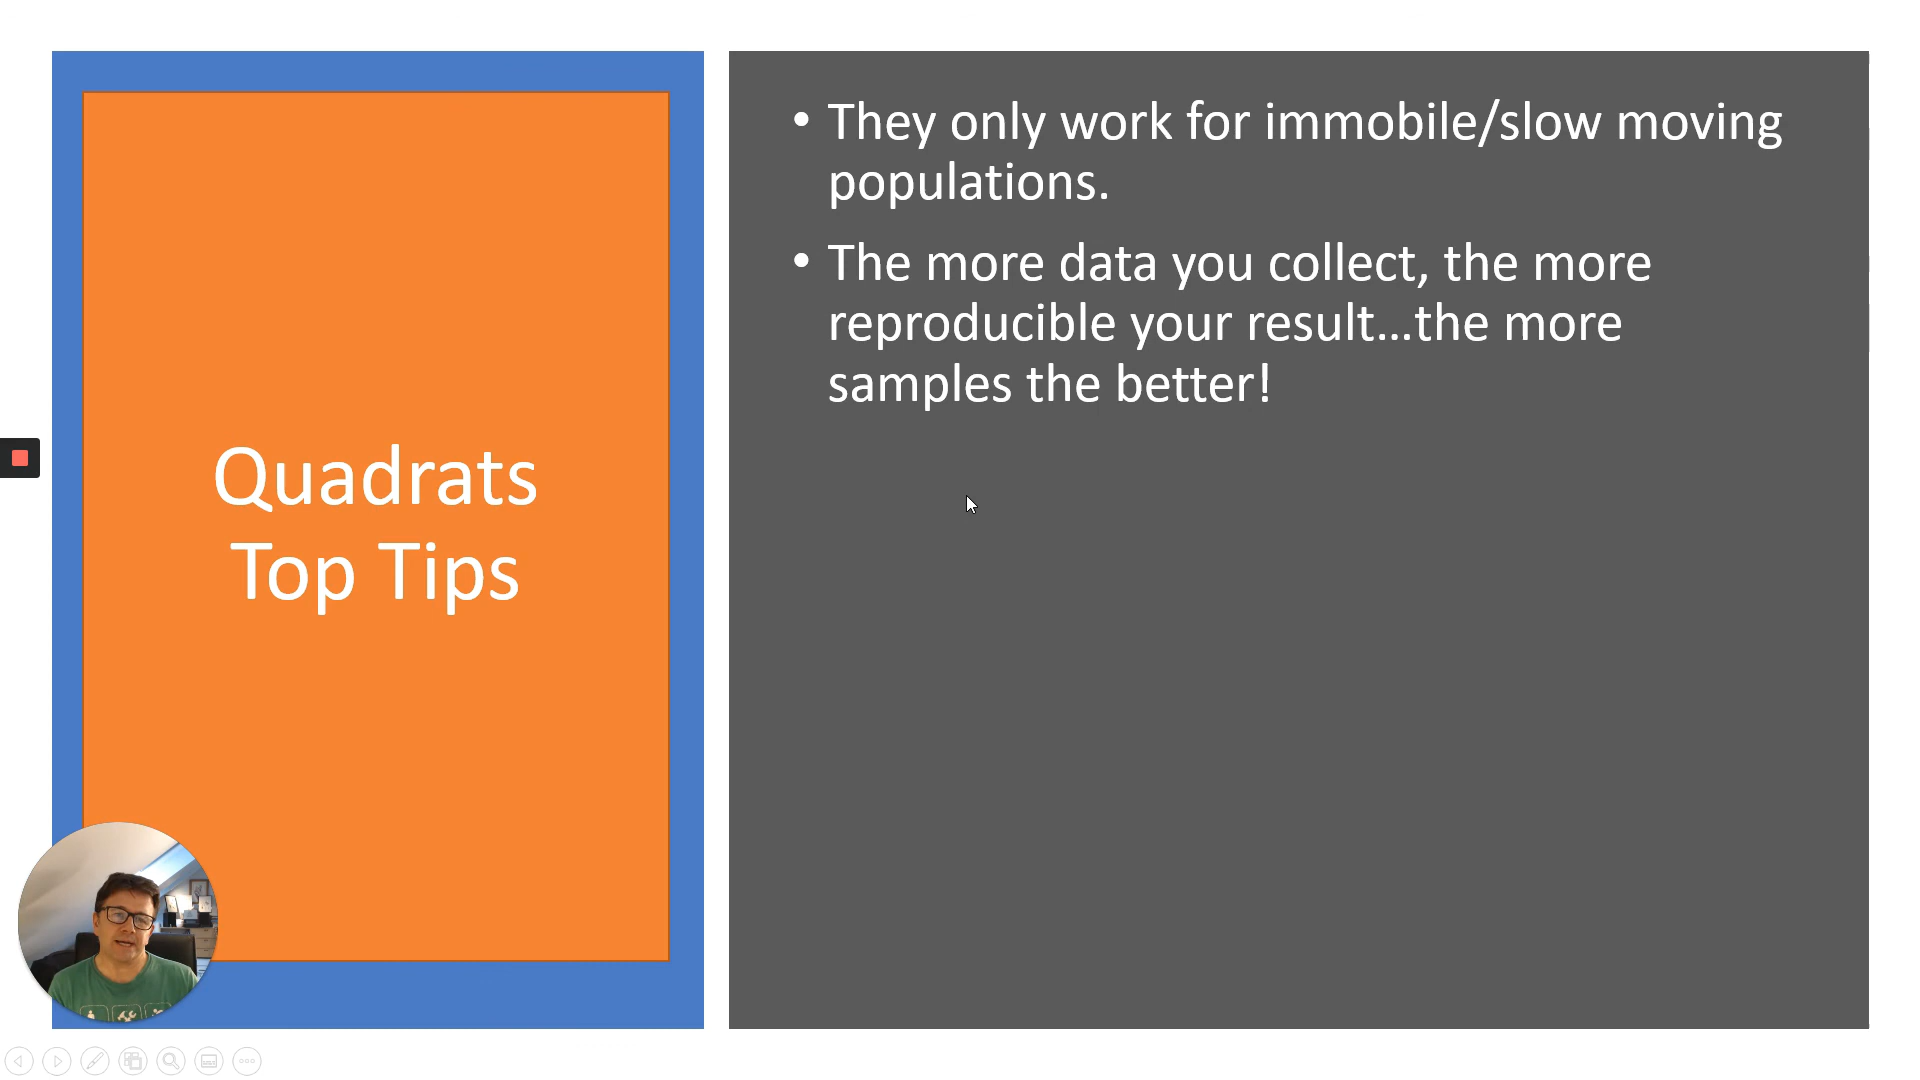 Quadrats
Top Tips
• They only work for immobile/slow moving
populations.
• The more data you collect, the more
reproducible your result...the more
samples the better!